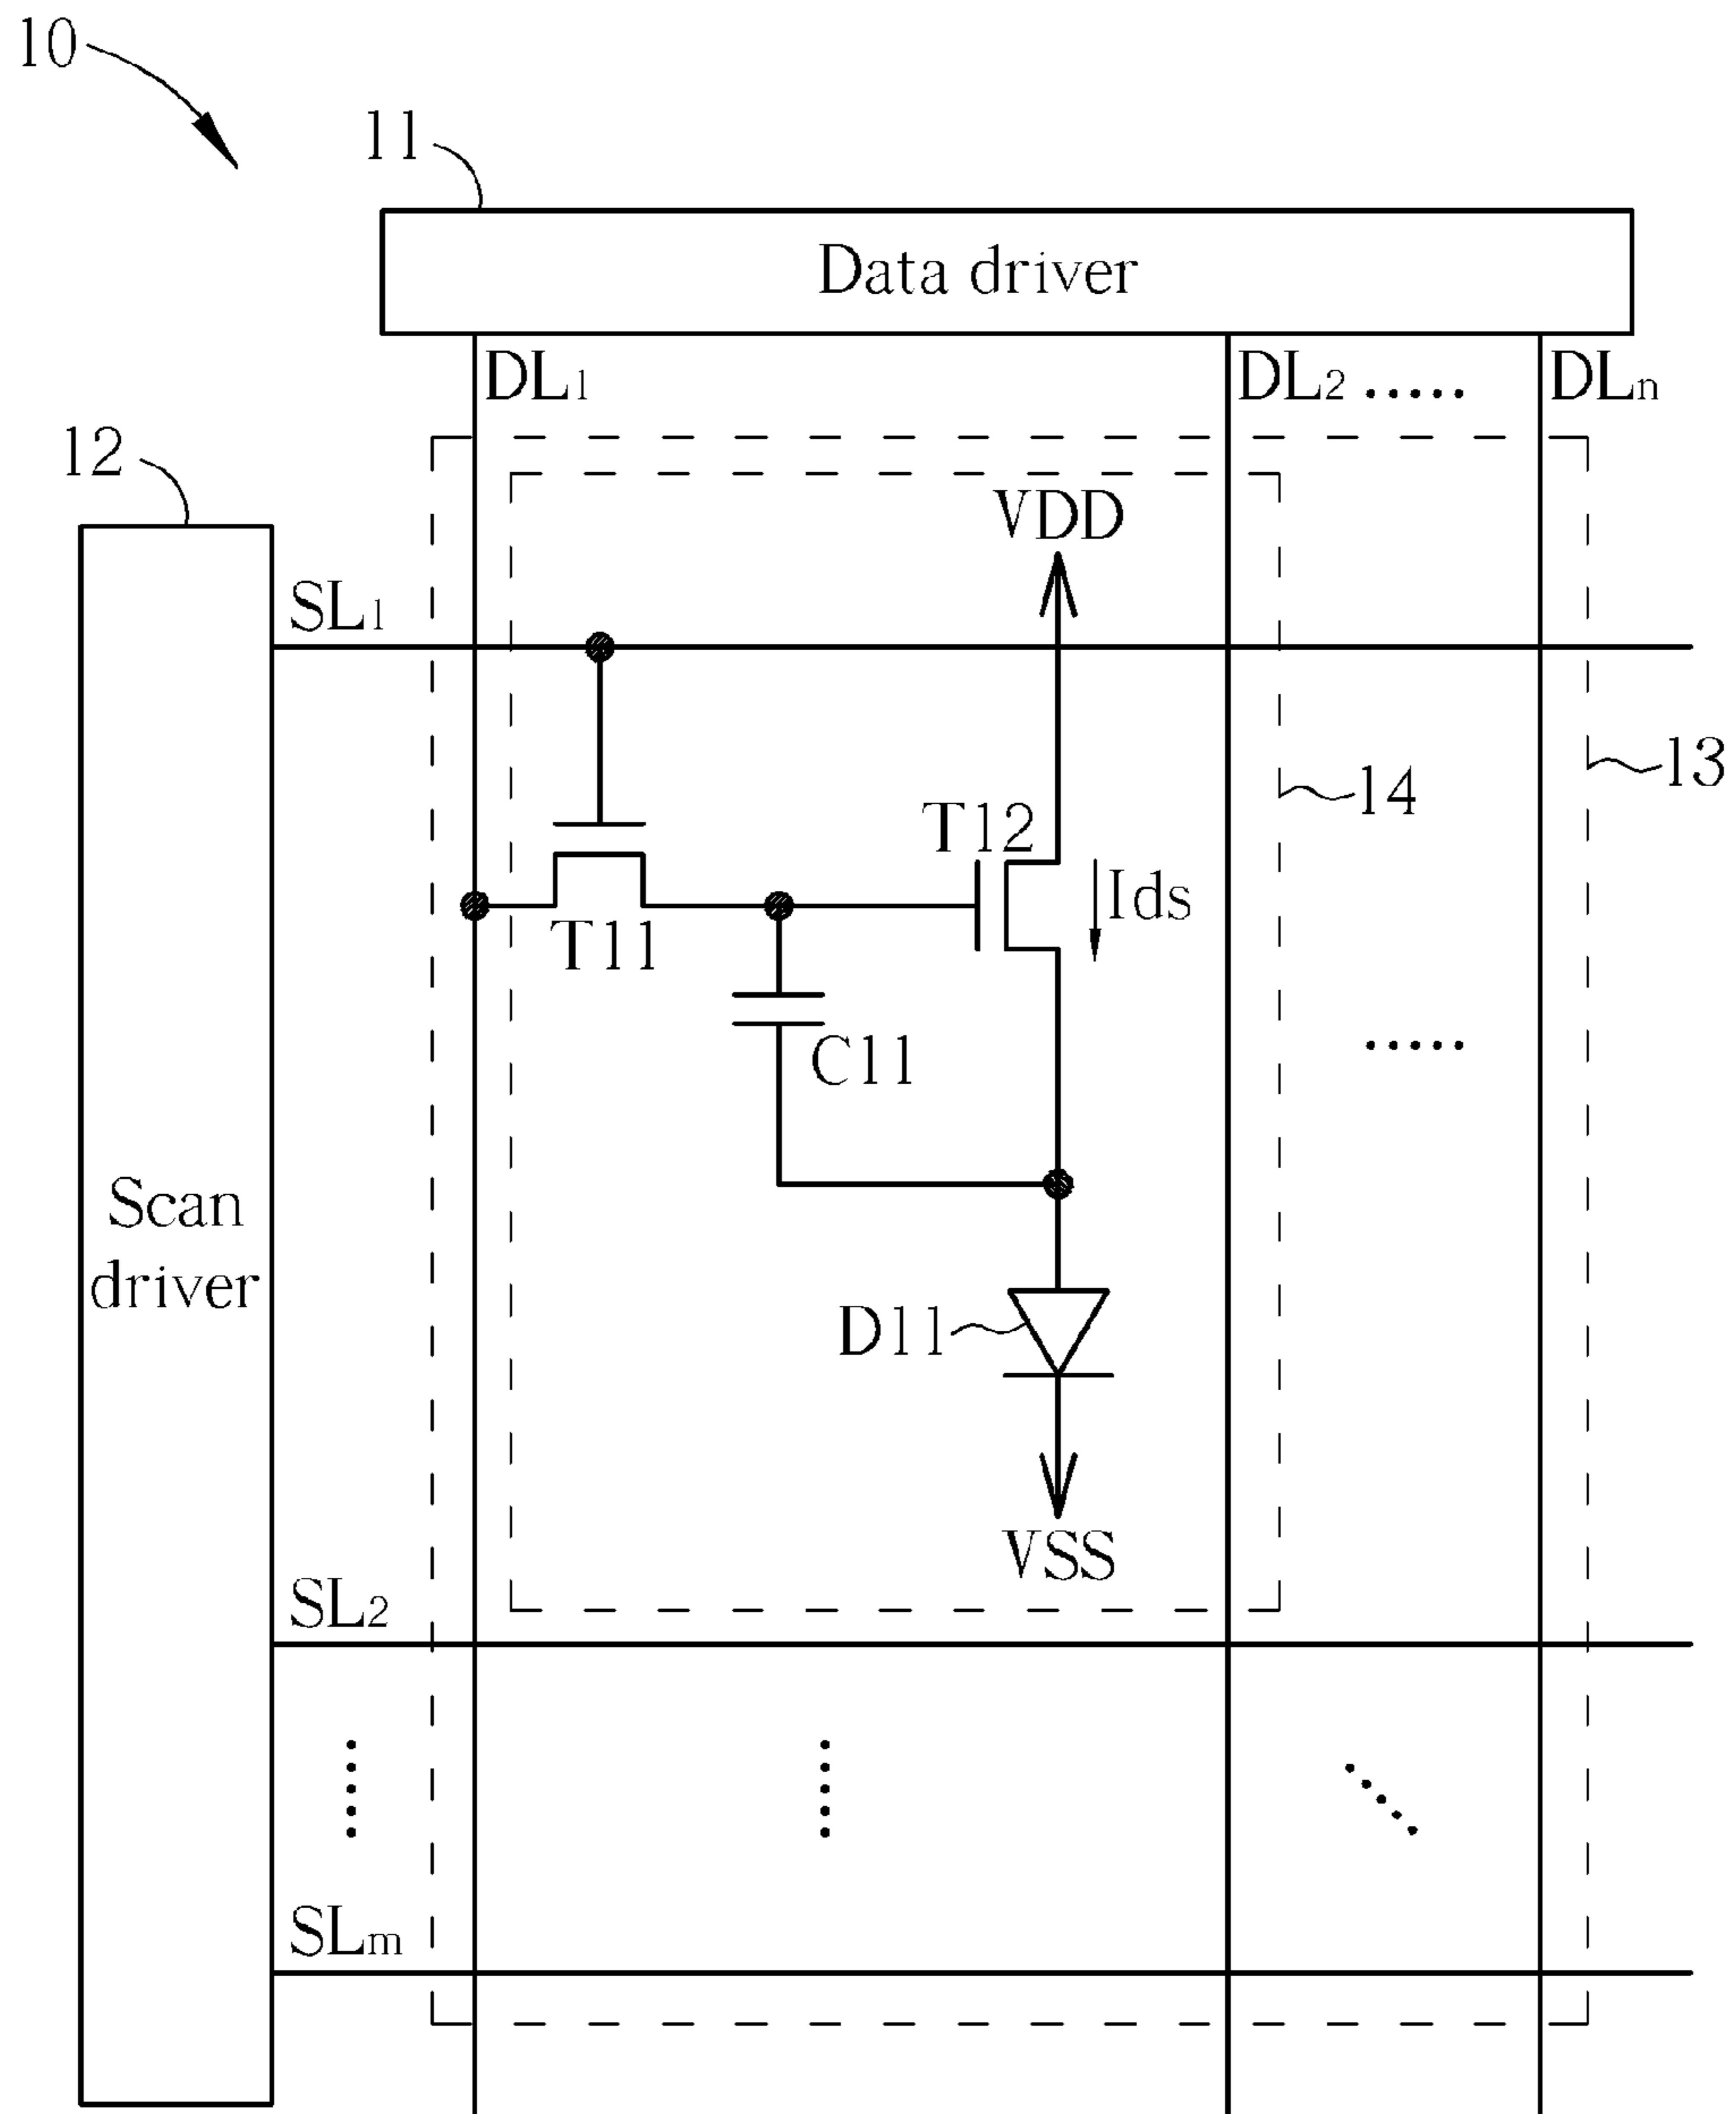 10
11
Data driver
DL1
DL2 .....
DLn
12
VDD
SL1
13
14
T12
Ids
T11
.....
C11
Scan
driver
D11
VSS
SL2
SLm